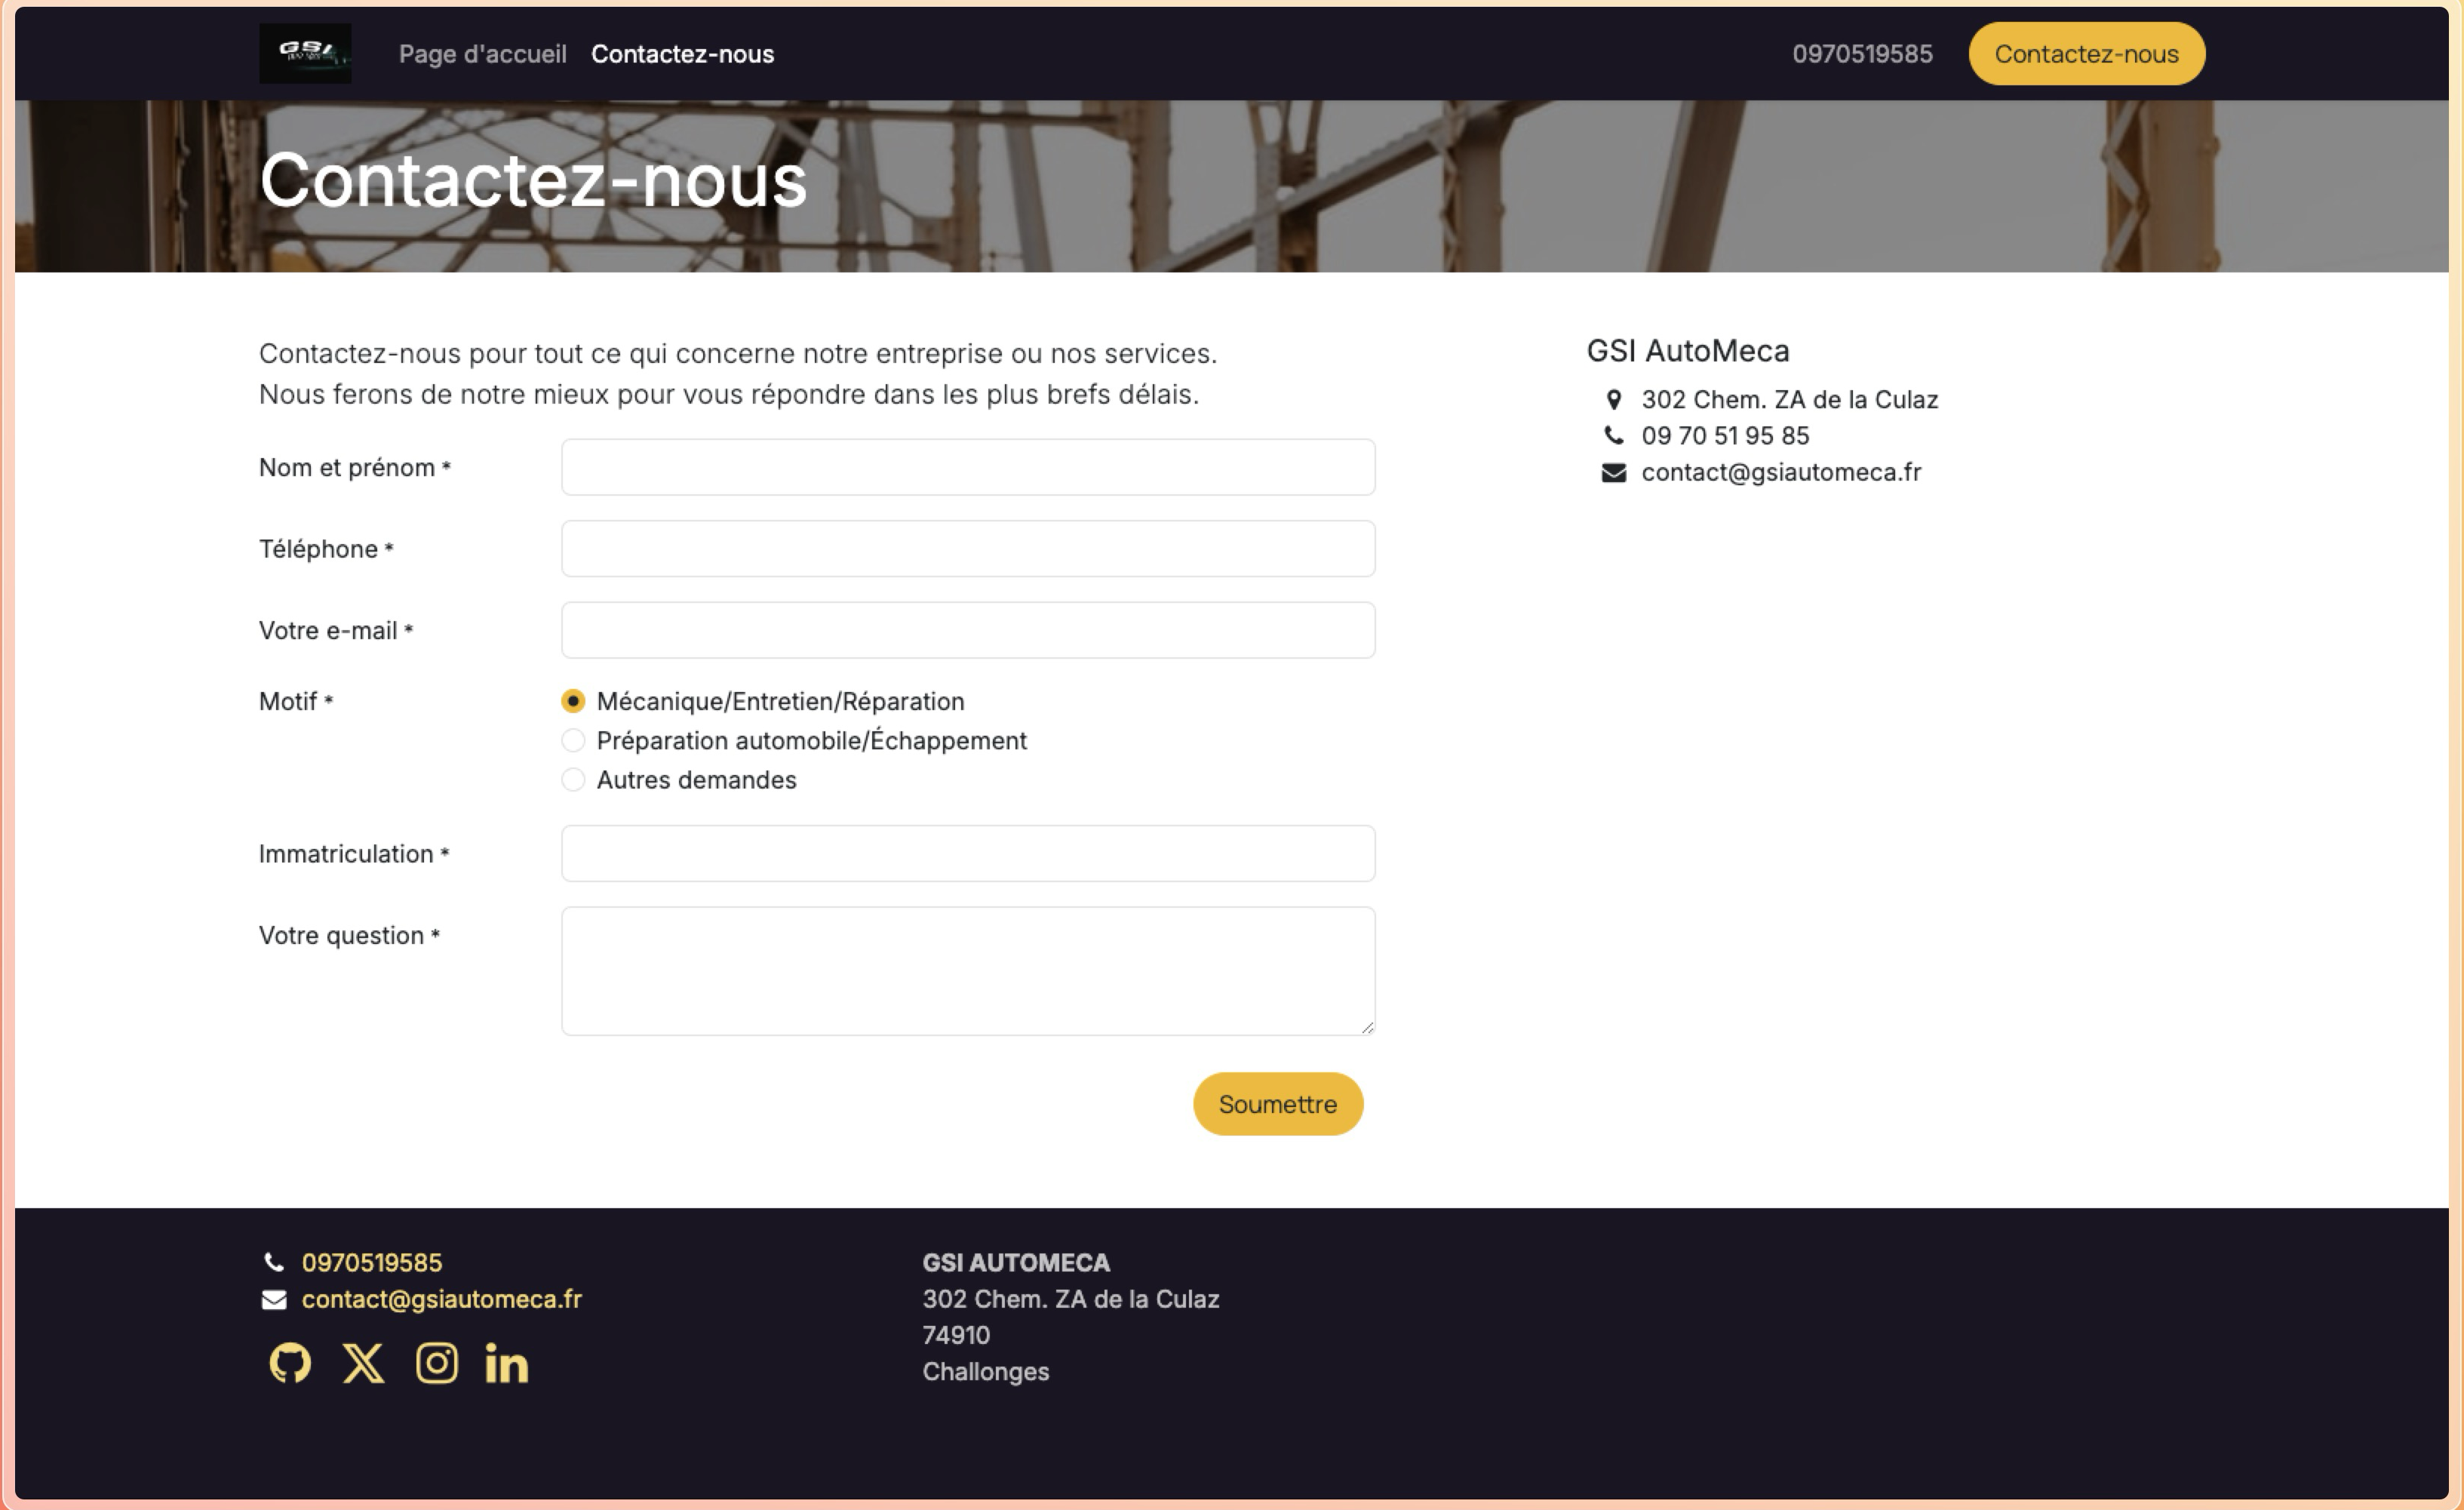 GSI
Page d'accueil
Contactez-nous
0970519585
Contactez-nous
Contactez-nous
Contactez-nous pour tout ce qui concerne notre entreprise ou nos services.
Nous ferons de notre mieux pour vous répondre dans les plus brefs délais.
Nom et prénom *
Téléphone *
Votre e-mail *
Motif *
Mécanique/Entretien/Réparation
Préparation automobile/Échappement
Autres demandes
Immatriculation *
Votre question *
Soumettre
GSI AutoMeca
302 Chem. ZA de la Culaz
09 70 51 95 85
contact@gsiautomeca.fr
0970519585
contact@gsiautomeca.fr
GSI AUTOMECA
302 Chem. ZA de la Culaz
74910
Challonges